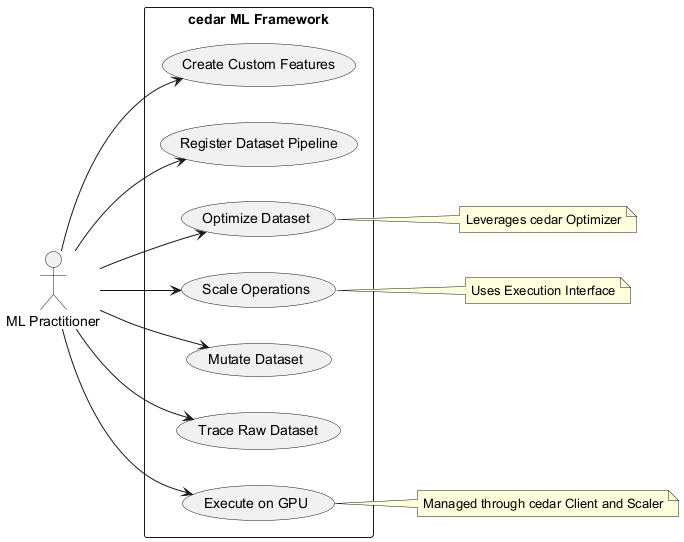 cedar ML Framework
Create Custom Features
Register Dataset Pipeline
Optimize Dataset
Leverages cedar Optimizer
Scale Operations
Uses Execution Interface
ML Practitioner
Mutate Dataset
Trace Raw Dataset
Execute on GPU
Managed through cedar Client and Scaler